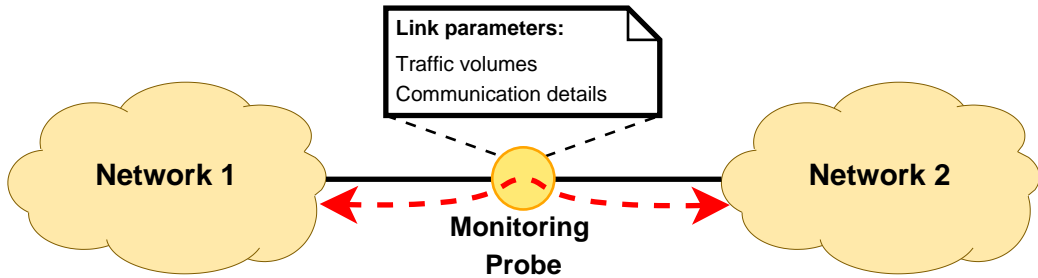 Link parameters:
Traffic volumes
Communication details
Network 1
Network 2
Monitoring
Probe